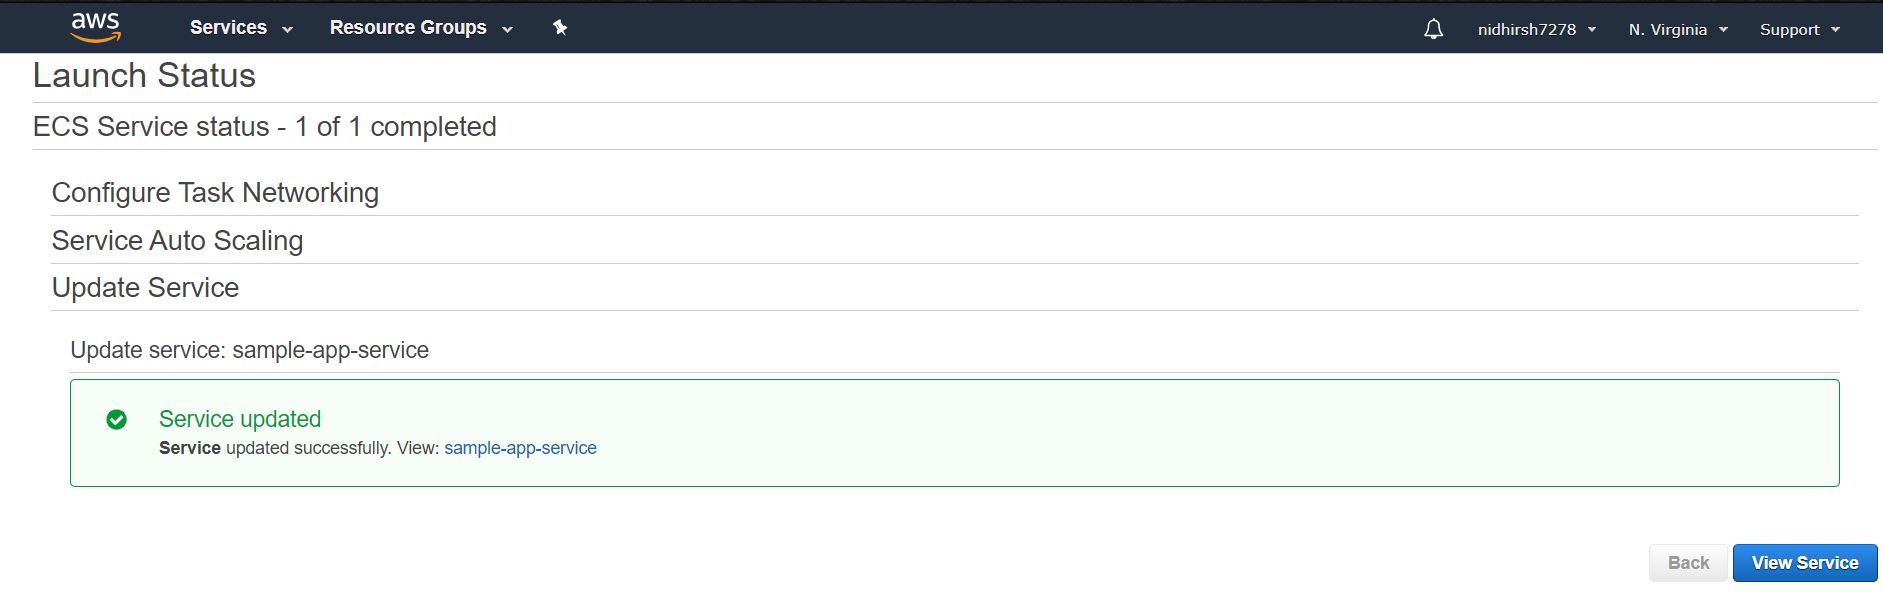 aws Services Resource Groups nidhirsh7278 N. Virginia Support
Launch Status
ECS Service status - 1 of 1 completed
Configure Task Networking
Service Auto Scaling
Update Service
Update service: sample-app-service
Service updated
Service updated successfully. View: sample-app-service
Back View Service